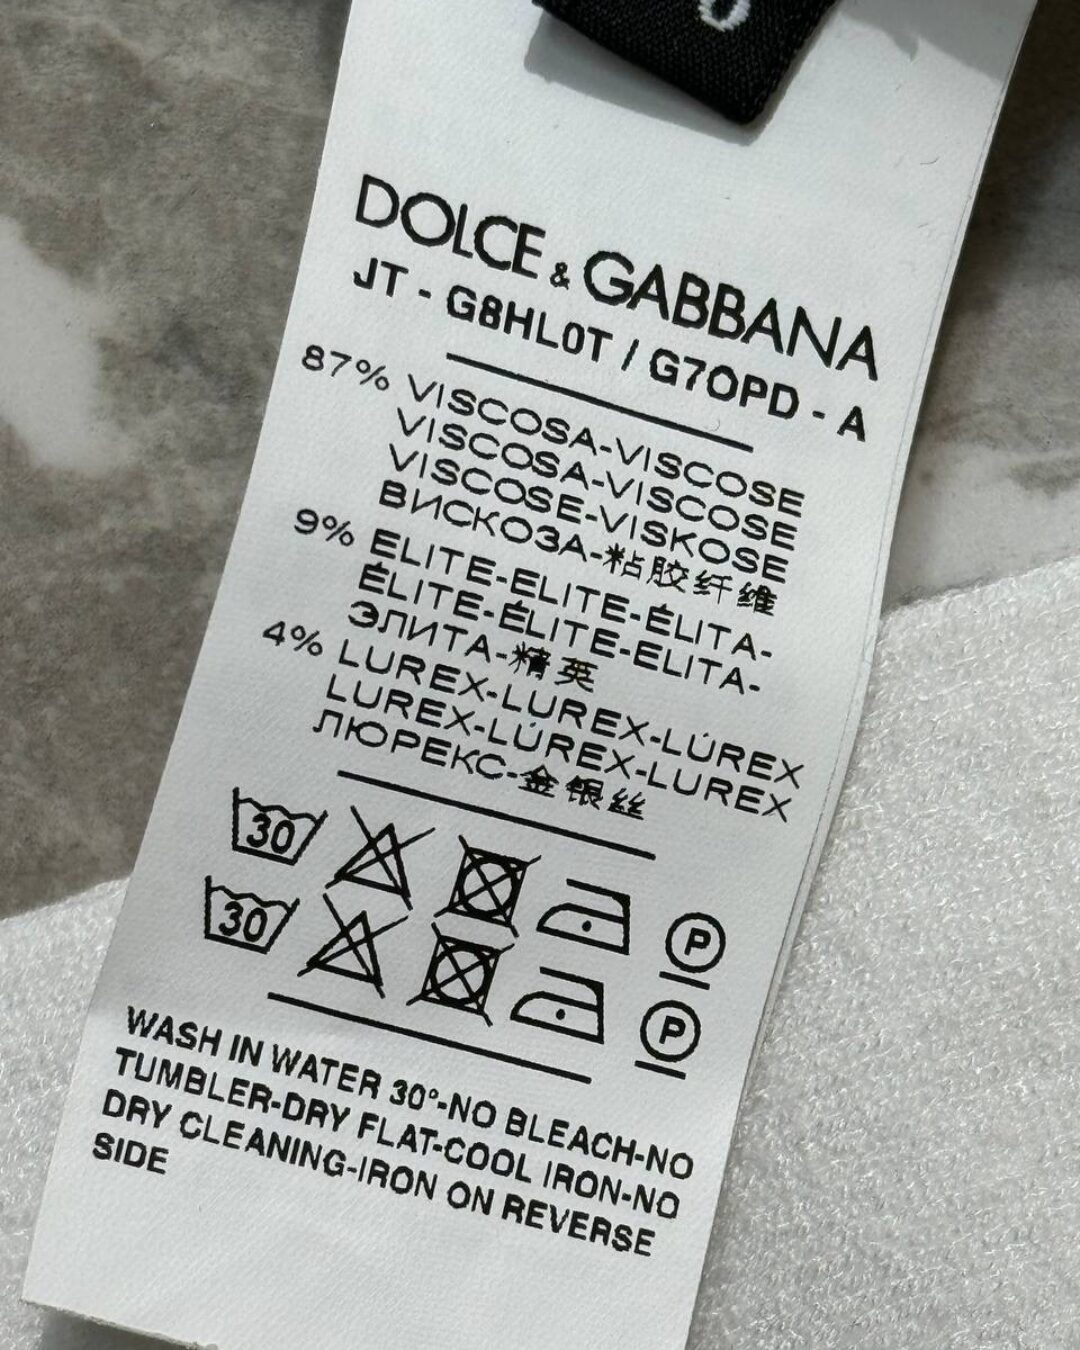 DOLCE & GABBANA
JT - G8HL0T / G7OPD - A
87% VISCOSA-VISCOSE
VISCOSA-VISCOSE
VISCOSE-VISKOSE
ВИСКОЗА-粘胶纤维
9% ELITE-ELITE-ÉLITA-
ÉLITE-ÉLITE-ELITA-
ЭЛИТА-精英
4% LUREX-LUREX-LÚREX
LUREX-LÚREX-LUREX
ЛЮРЕКС-金银丝
30 P
30 P
WASH IN WATER 30°-NO BLEACH-NO
TUMBLER-DRY FLAT-COOL IRON-NO
DRY CLEANING-IRON ON REVERSE
SIDE